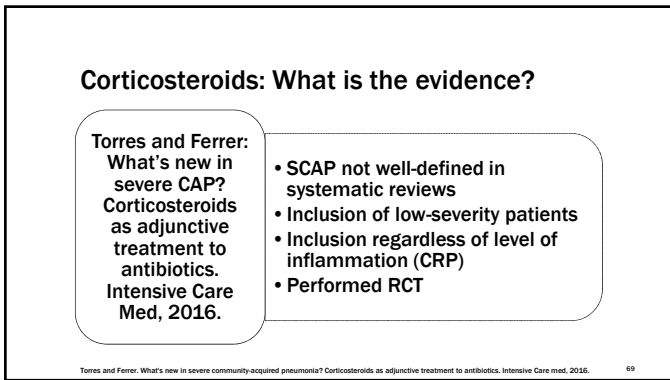 Corticosteroids: What is the evidence?
Torres and Ferrer:
What's new in
severe CAP?
Corticosteroids
as adjunctive
treatment to
antibiotics.
Intensive Care
Med, 2016.
• SCAP not well-defined in
systematic reviews
• Inclusion of low-severity patients
• Inclusion regardless of level of
inflammation (CRP)
• Performed RCT
Torres and Ferrer. What's new in severe community-acquired pneumonia? Corticosteroids as adjunctive treatment to antibiotics. Intensive Care med, 2016.
69